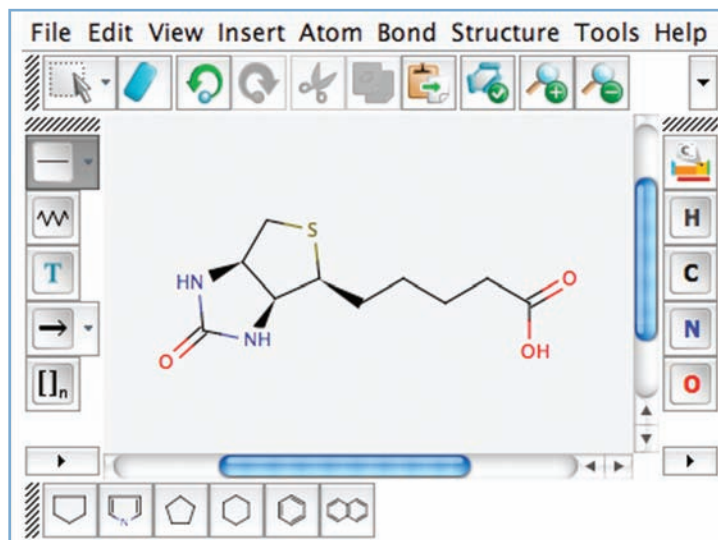 File Edit View Insert Atom Bond Structure Tools Help
C
H
T
C
N
[ ]n
O
S
HN
O
NH
OH
O
N